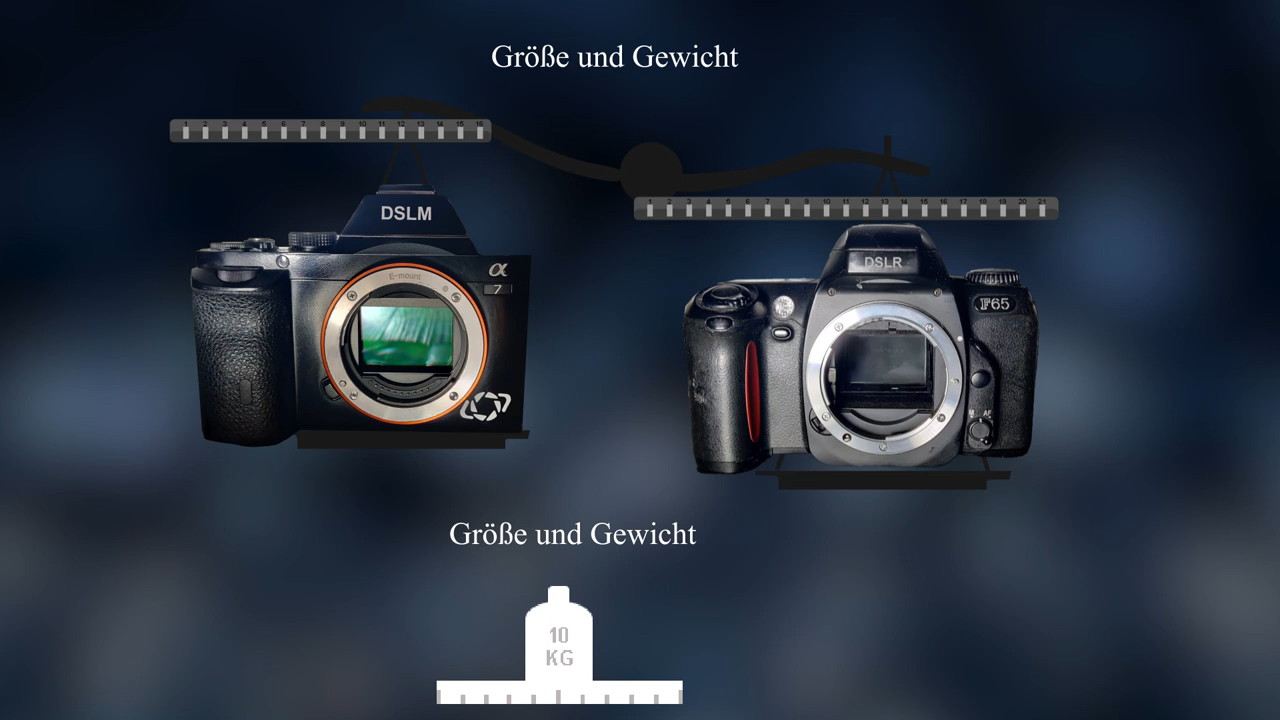 Größe und Gewicht
1 2 3 4 5 6 7 8 9 10 11 12 13 14 15 16
1 2 3 4 5 6 7 8 9 10 11 12 13 14 15 16 17 18 19 20 21
DSLM
E-mount
α
7
DSLR
F65
M AF
Größe und Gewicht
10
KG